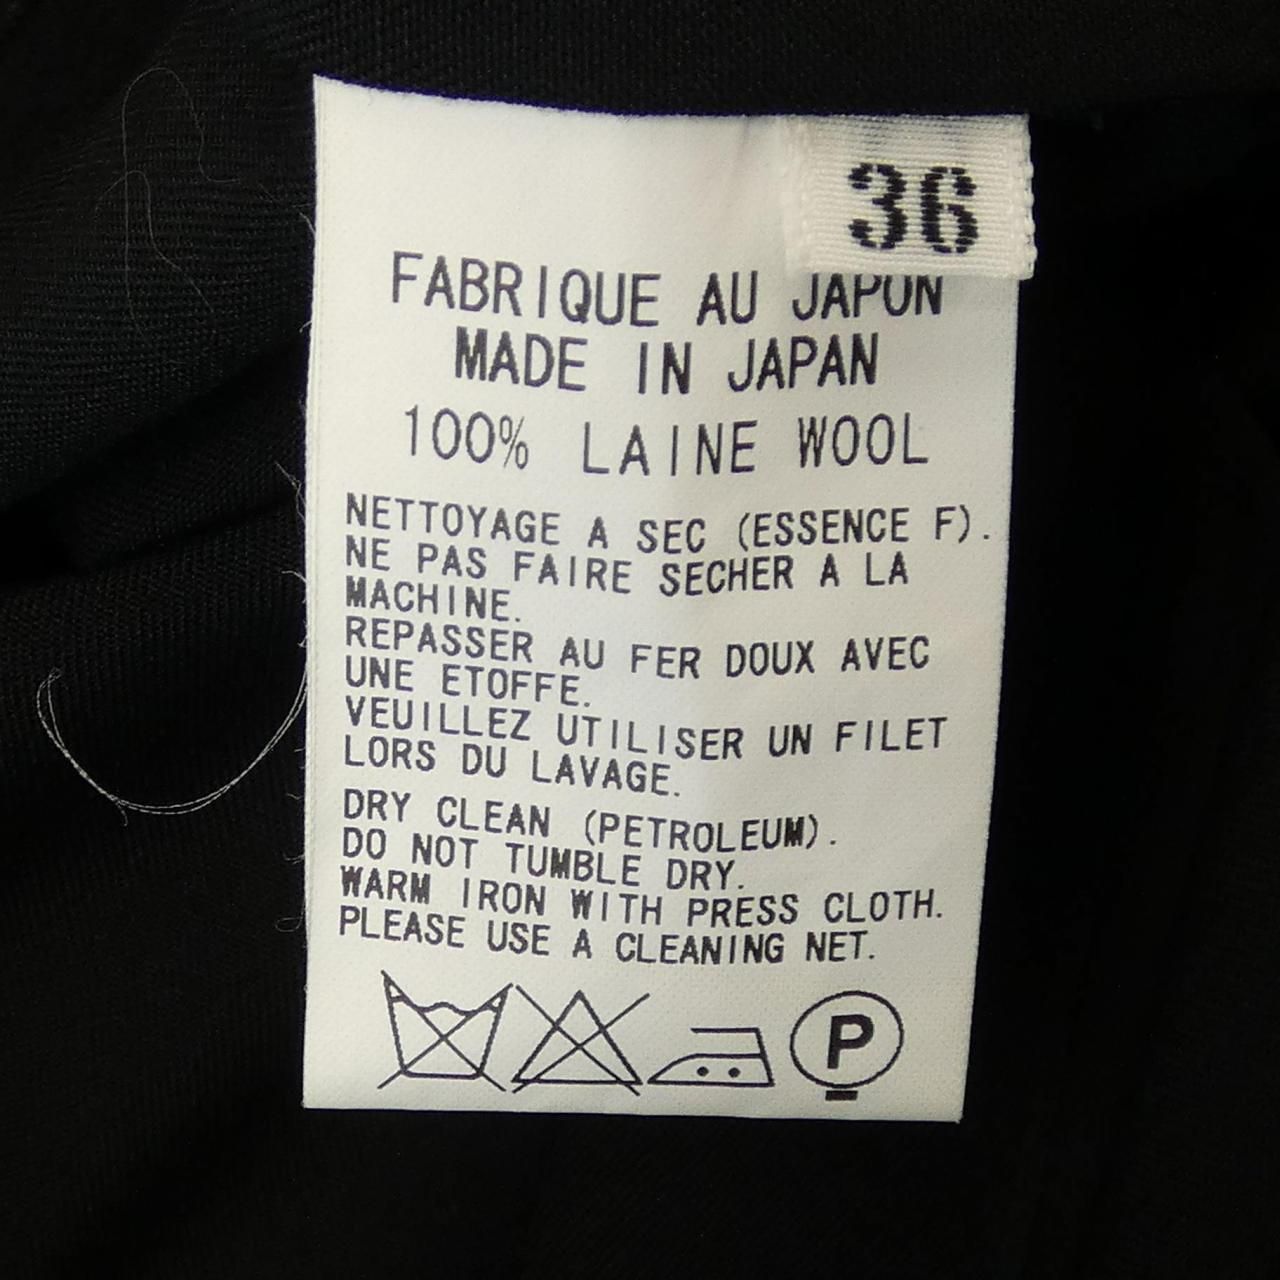 36
FABRIQUE AU JAPON
MADE IN JAPAN
100% LAINE WOOL
NETTOYAGE A SEC (ESSENCE F).
NE PAS FAIRE SECHER A LA
MACHINE.
REPASSER AU FER DOUX AVEC
UNE ETOFFE.
VEUILLEZ UTILISER UN FILET
LORS DU LAVAGE.
DRY CLEAN (PETROLEUM).
DO NOT TUMBLE DRY.
WARM IRON WITH PRESS CLOTH.
PLEASE USE A CLEANING NET.
P